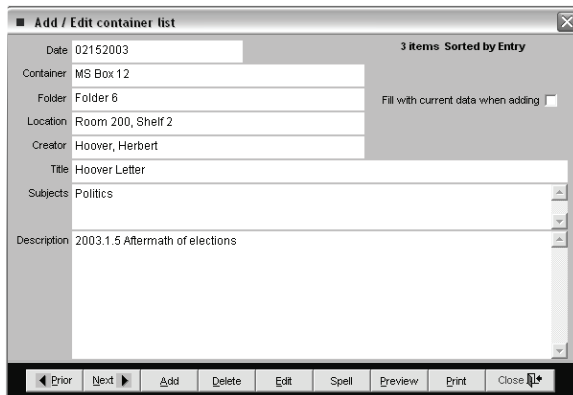 Add / Edit container list
Date 02152003
3 items Sorted by Entry
Container MS Box 12
Folder Folder 6
Fill with current data when adding
Location Room 200, Shelf 2
Creator Hoover, Herbert
Title Hoover Letter
Subjects Politics
Description 2003.1.5 Aftermath of elections
Prior Next Add Delete Edit Spell Preview Print Close